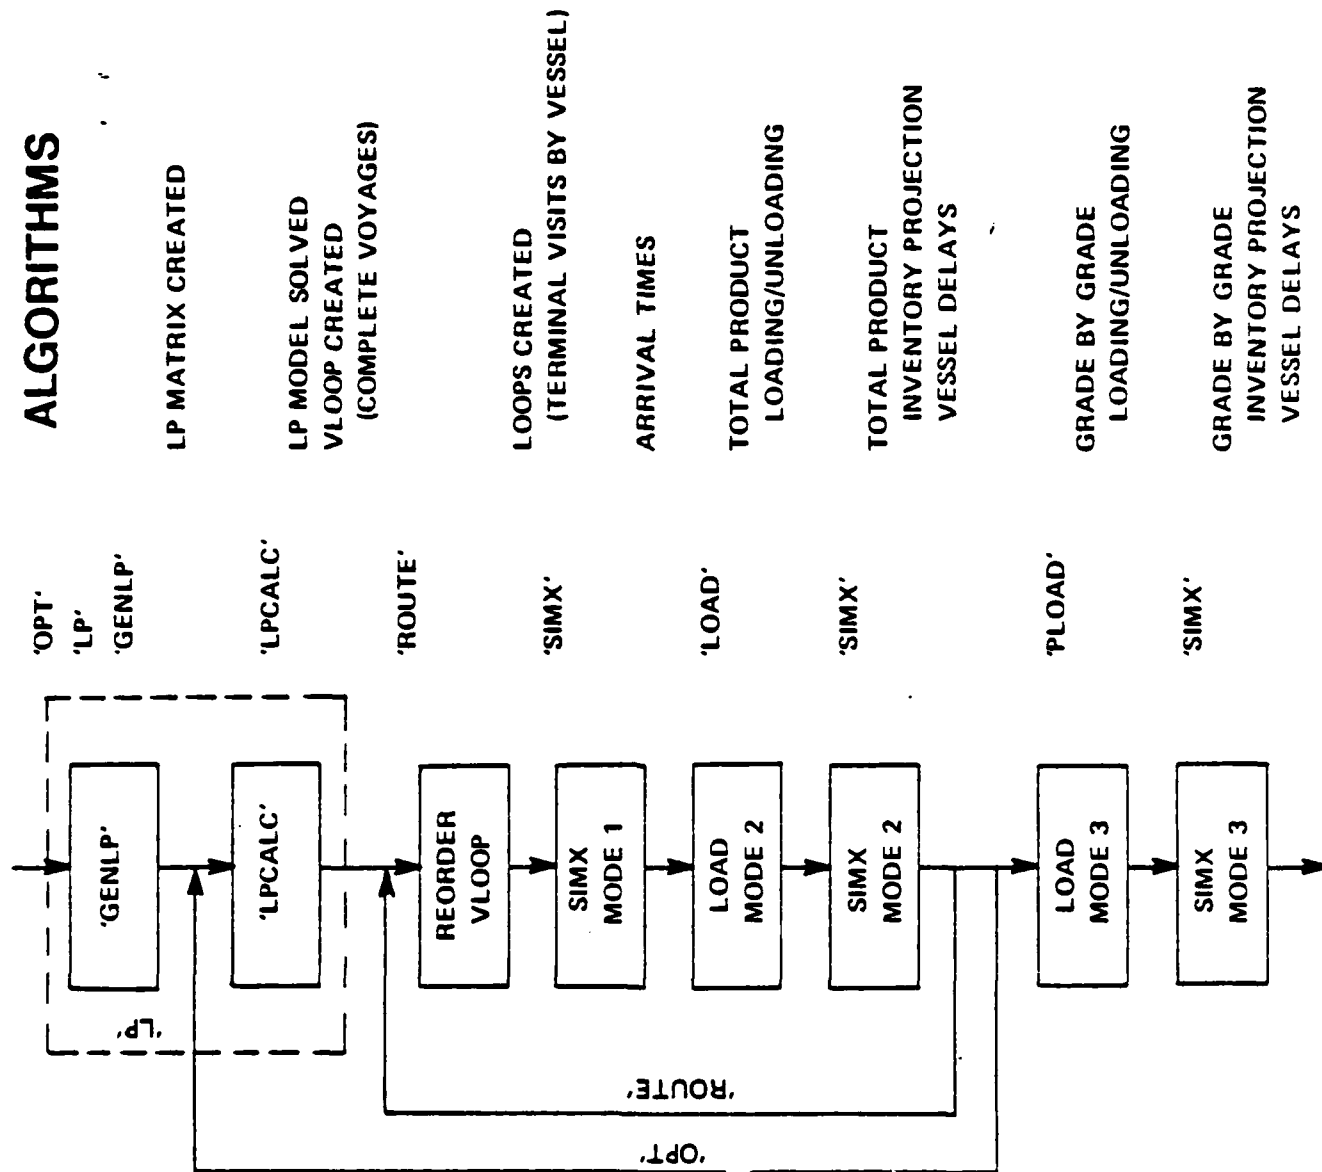 ALGORITHMS
'OPT'
'LP'
'GENLP'
LP MATRIX CREATED
'LPCALC'
LP MODEL SOLVED
VLOOP CREATED
(COMPLETE VOYAGES)
'ROUTE'
'SIMX'
LOOPS CREATED
(TERMINAL VISITS BY VESSEL)
ARRIVAL TIMES
'LOAD'
TOTAL PRODUCT
LOADING/UNLOADING
'SIMX'
TOTAL PRODUCT
INVENTORY PROJECTION
VESSEL DELAYS
'PLOAD'
GRADE BY GRADE
LOADING/UNLOADING
'SIMX'
GRADE BY GRADE
INVENTORY PROJECTION
VESSEL DELAYS
'GENLP'
'LPCALC'
'LP'
REORDER
VLOOP
SIMX
MODE 1
LOAD
MODE 2
SIMX
MODE 2
LOAD
MODE 3
SIMX
MODE 3
'ROUTE'
'OPT'